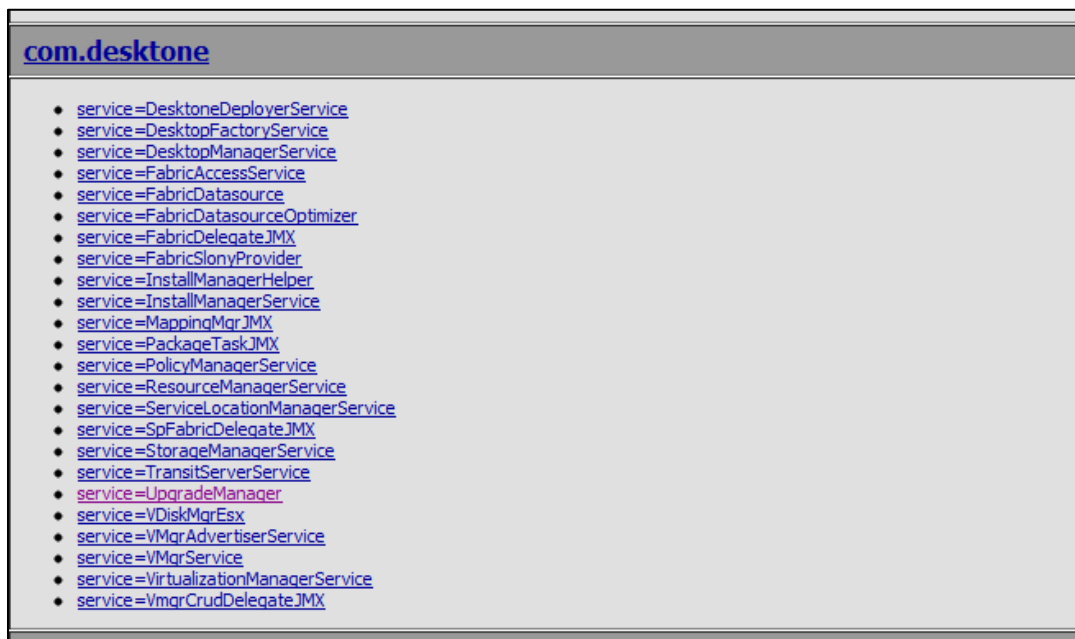 com.desktone
service=DesktoneDeployerService
service=DesktopFactoryService
service=DesktopManagerService
service=FabricAccessService
service=FabricDatasource
service=FabricDatasourceOptimizer
service=FabricDelegateJMX
service=FabricSlonyProvider
service=InstallManagerHelper
service=InstallManagerService
service=MappingMgrJMX
service=PackageTaskJMX
service=PolicyManagerService
service=ResourceManagerService
service=ServiceLocationManagerService
service=SpFabricDelegateJMX
service=StorageManagerService
service=TransitServerService
service=UpgradeManager
service=VDiskMgrEsx
service=VMgrAdvertiserService
service=VMgrService
service=VirtualizationManagerService
service=VmgrCrudDelegateJMX